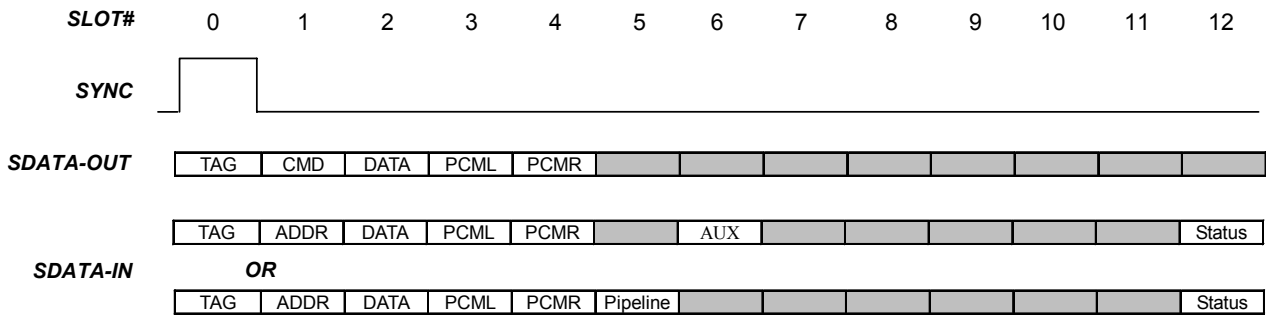 SLOT# 0 1 2 3 4 5 6 7 8 9 10 11 12
SYNC
SDATA-OUT TAG CMD DATA PCML PCMR
TAG ADDR DATA PCML PCMR AUX Status
SDATA-IN OR
TAG ADDR DATA PCML PCMR Pipeline Status